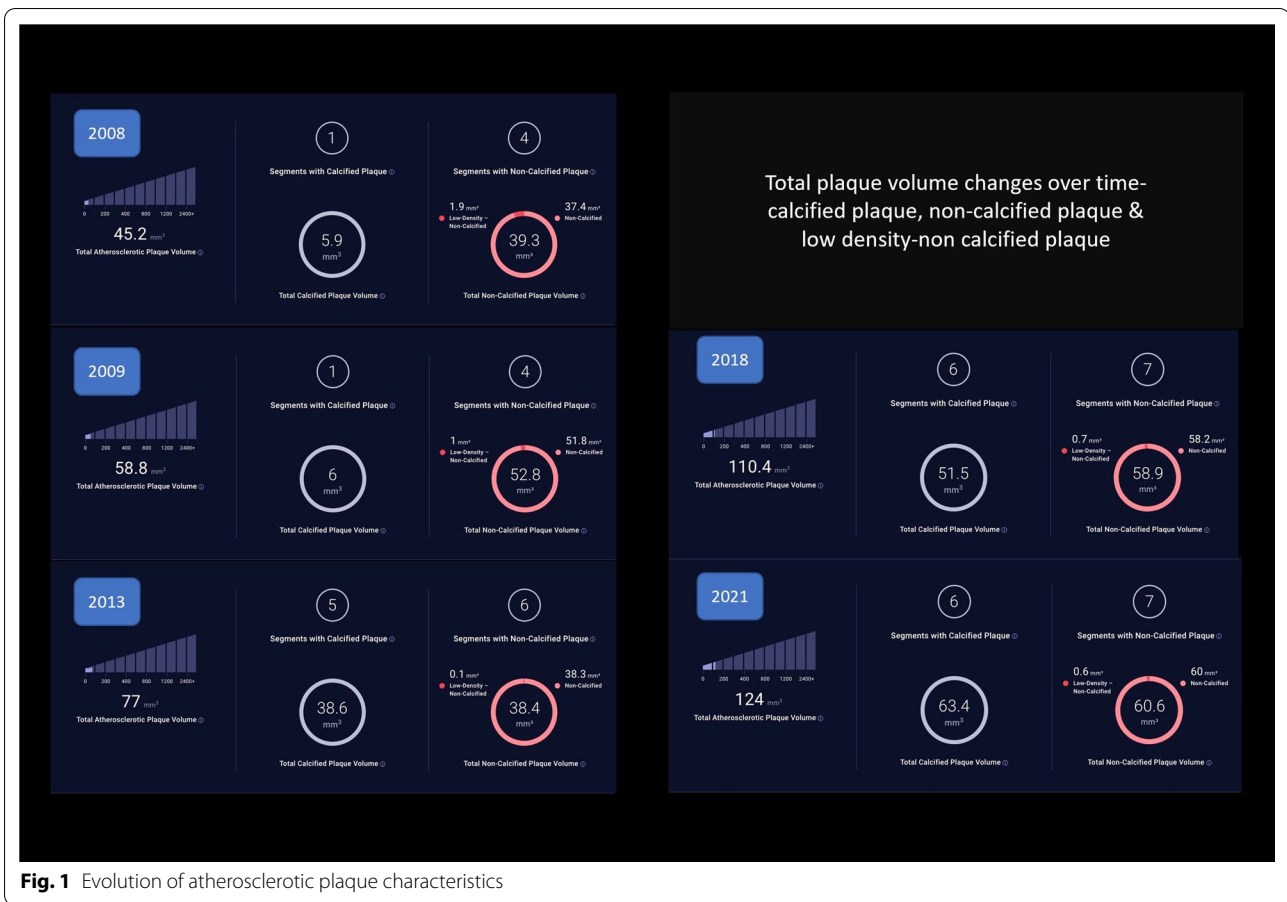 2008
0 200 400 800 1200 2400+
45.2 mm³
Total Atherosclerotic Plaque Volume ⓘ
1
Segments with Calcified Plaque ⓘ
5.9
mm³
Total Calcified Plaque Volume ⓘ
4
Segments with Non-Calcified Plaque ⓘ
1.9 mm³
Low-Density –
Non-Calcified
37.4 mm³
Non-Calcified
39.3
mm³
Total Non-Calcified Plaque Volume ⓘ
2009
0 200 400 800 1200 2400+
58.8 mm³
Total Atherosclerotic Plaque Volume ⓘ
1
Segments with Calcified Plaque ⓘ
6
mm³
Total Calcified Plaque Volume ⓘ
4
Segments with Non-Calcified Plaque ⓘ
1 mm³
Low-Density –
Non-Calcified
51.8 mm³
Non-Calcified
52.8
mm³
Total Non-Calcified Plaque Volume ⓘ
2013
0 200 400 800 1200 2400+
77 mm³
Total Atherosclerotic Plaque Volume ⓘ
5
Segments with Calcified Plaque ⓘ
38.6
mm³
Total Calcified Plaque Volume ⓘ
6
Segments with Non-Calcified Plaque ⓘ
0.1 mm³
Low-Density –
Non-Calcified
38.3 mm³
Non-Calcified
38.4
mm³
Total Non-Calcified Plaque Volume ⓘ
Total plaque volume changes over time-
calcified plaque, non-calcified plaque &
low density-non calcified plaque
2018
0 200 400 800 1200 2400+
110.4 mm³
Total Atherosclerotic Plaque Volume ⓘ
6
Segments with Calcified Plaque ⓘ
51.5
mm³
Total Calcified Plaque Volume ⓘ
7
Segments with Non-Calcified Plaque ⓘ
0.7 mm³
Low-Density –
Non-Calcified
58.2 mm³
Non-Calcified
58.9
mm³
Total Non-Calcified Plaque Volume ⓘ
2021
0 200 400 800 1200 2400+
124 mm³
Total Atherosclerotic Plaque Volume ⓘ
6
Segments with Calcified Plaque ⓘ
63.4
mm³
Total Calcified Plaque Volume ⓘ
7
Segments with Non-Calcified Plaque ⓘ
0.6 mm³
Low-Density –
Non-Calcified
60 mm³
Non-Calcified
60.6
mm³
Total Non-Calcified Plaque Volume ⓘ
Fig. 1 Evolution of atherosclerotic plaque characteristics